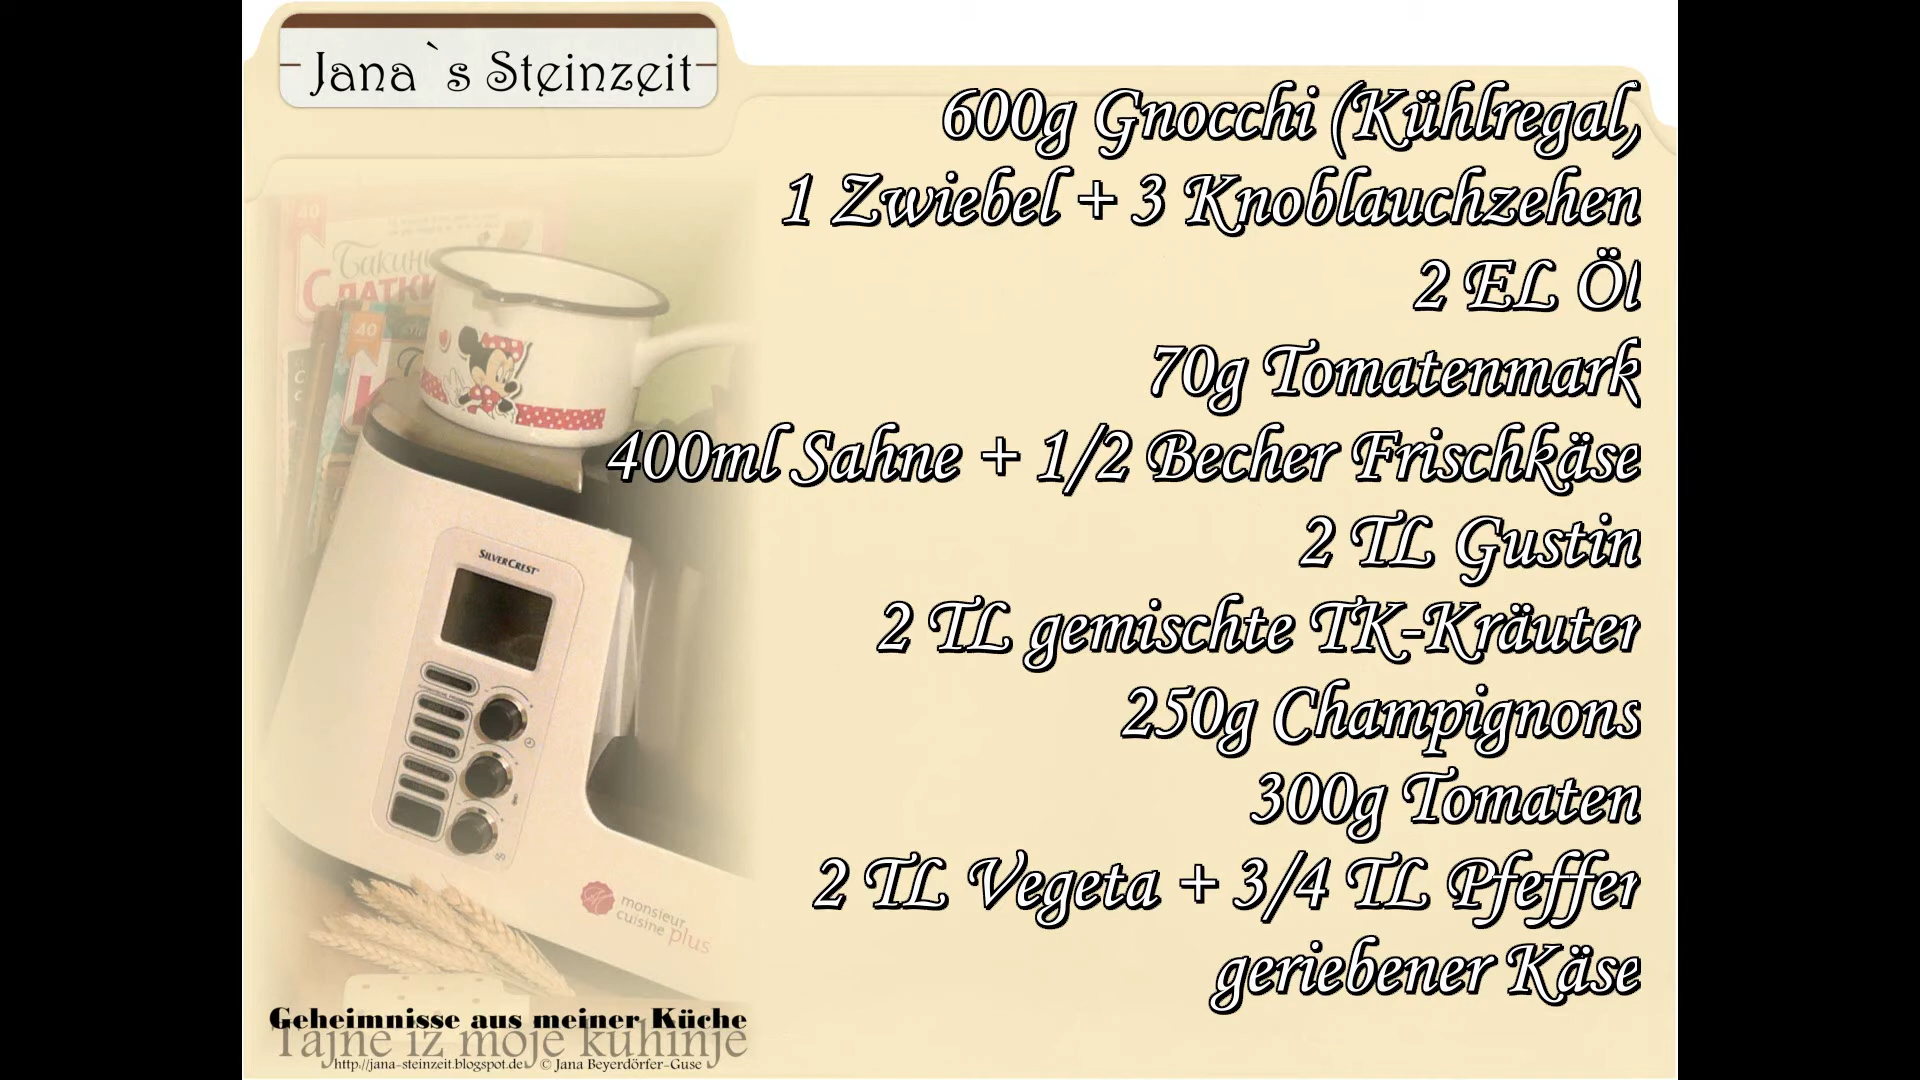 Jana`s Steinzeit
600g Gnocchi (Kühlregal)
1 Zwiebel + 3 Knoblauchzehen
2 EL Öl
70g Tomatenmark
400ml Sahne + 1/2 Becher Frischkäse
2 TL Gustin
2 TL gemischte TK-Kräuter
250g Champignons
300g Tomaten
2 TL Vegeta + 3/4 TL Pfeffer
geriebener Käse
40
40
SILVERCREST
monsieur
cuisine plus
Geheimnisse aus meiner Küche
Tajne iz moje kuhinje
http://jana-steinzeit.blogspot.de/ © Jana Beyerdörfer-Guse